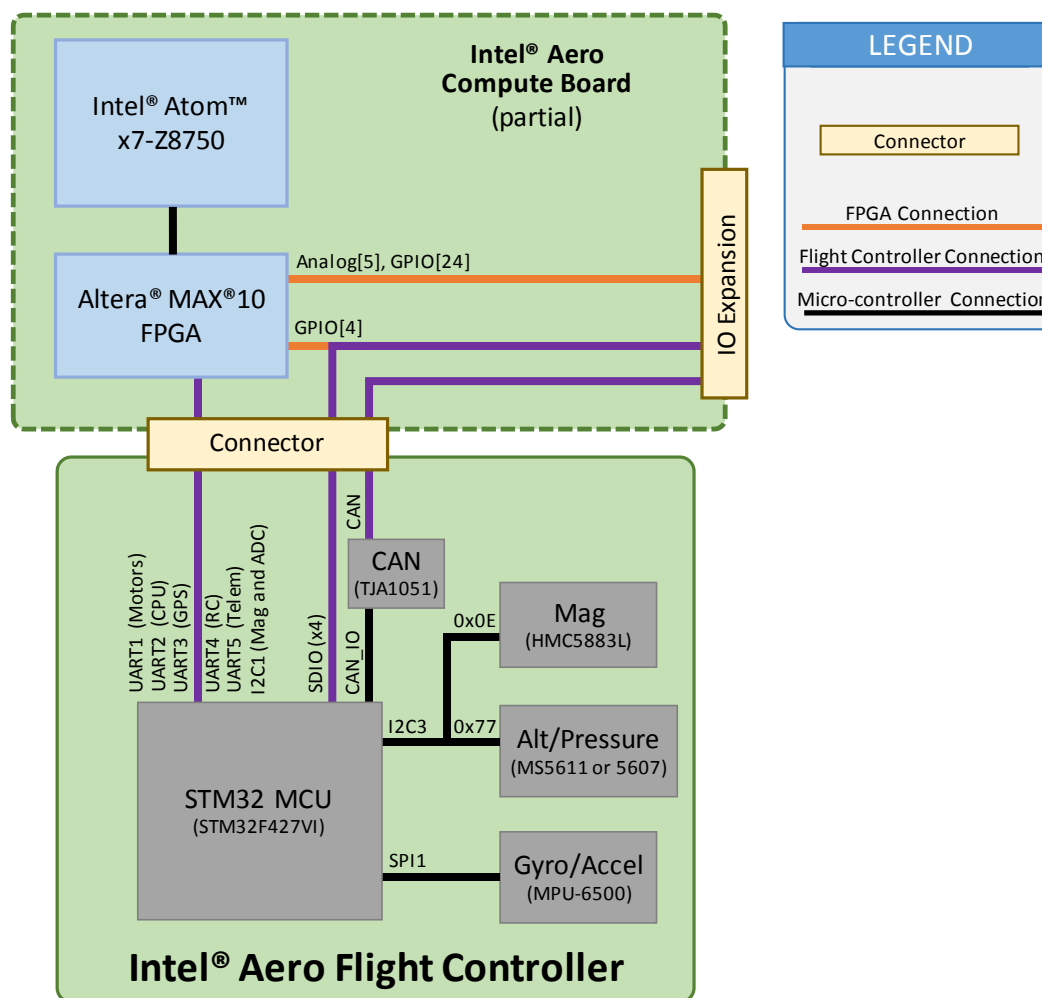 Intel® Aero
Compute Board
(partial)
Intel® Atom™
x7-Z8750
Altera® MAX®10
FPGA
Analog[5], GPIO[24]
GPIO[4]
IO Expansion
Connector
LEGEND
Connector
FPGA Connection
Flight Controller Connection
Micro-controller Connection
UART1 (Motors)
UART2 (CPU)
UART3 (GPS)
UART4 (RC)
UART5 (Telem)
I2C1 (Mag and ADC)
SDIO (x4)
CAN
CAN_IO
CAN
(TJA1051)
0x0E
Mag
(HMC5883L)
I2C3
0x77
Alt/Pressure
(MS5611 or 5607)
STM32 MCU
(STM32F427VI)
SPI1
Gyro/Accel
(MPU-6500)
Intel® Aero Flight Controller